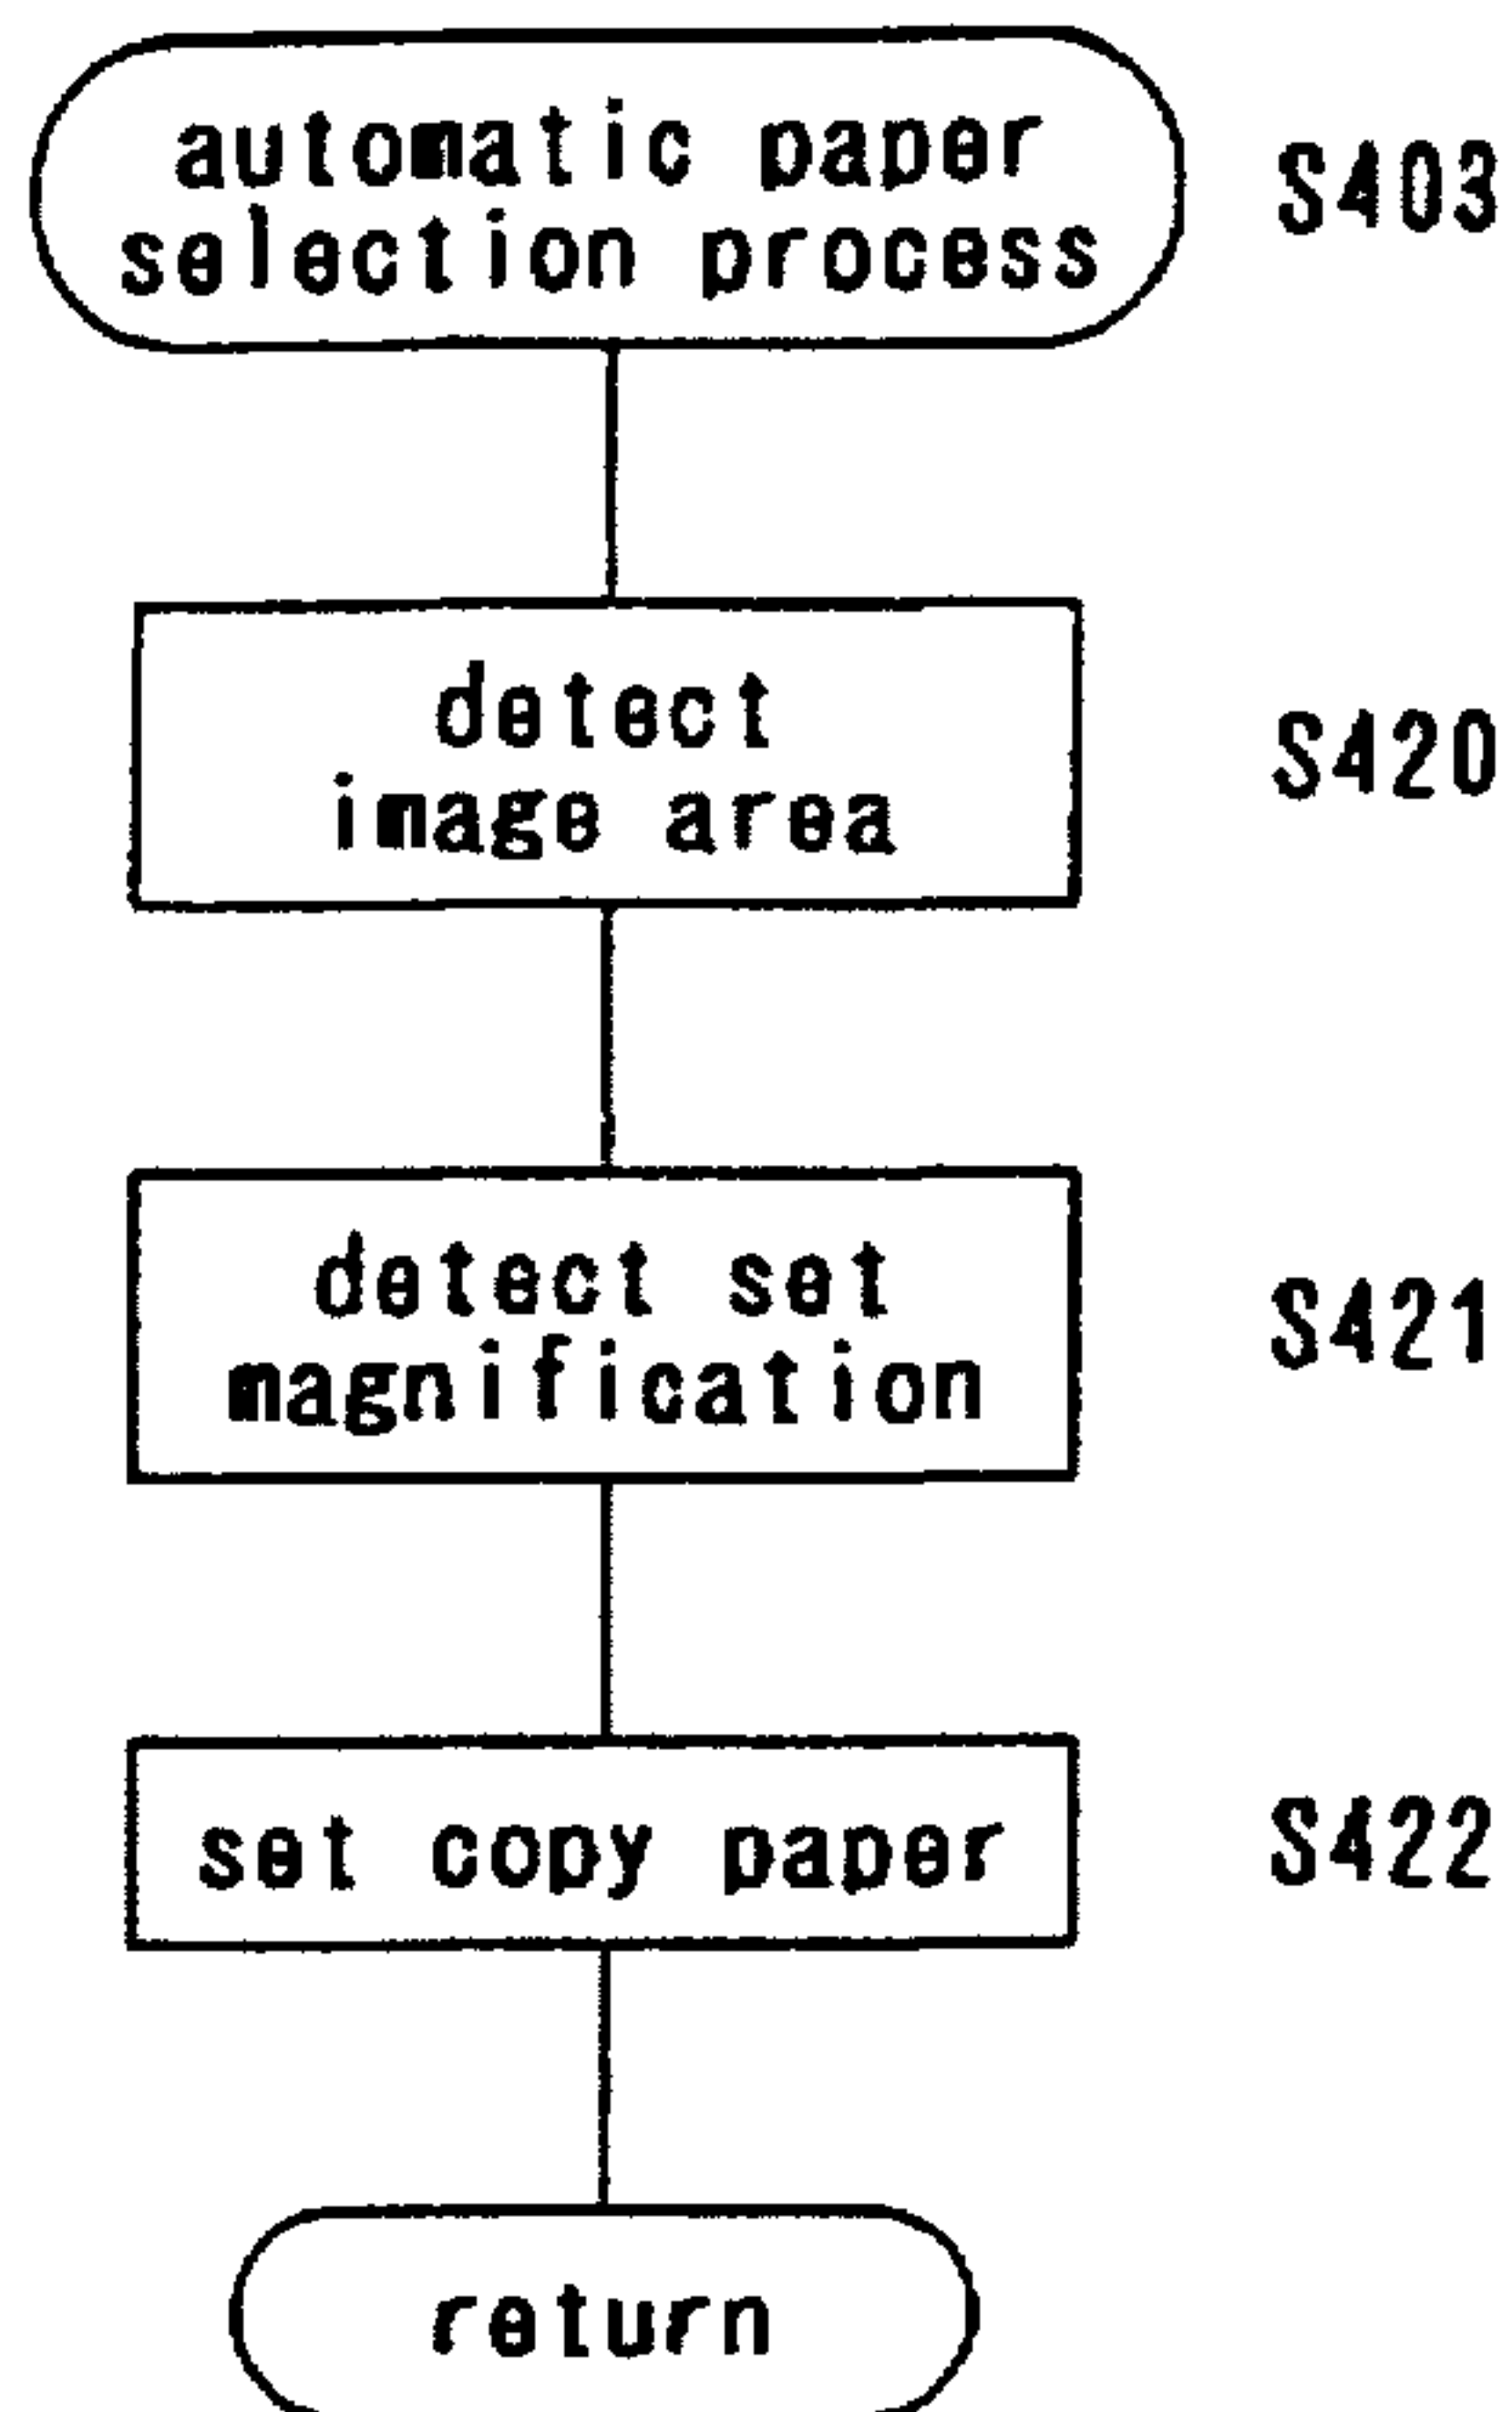 automatic paper
selection process
S403
detect
image area
S420
detect set
magnification
S421
set copy paper
S422
return